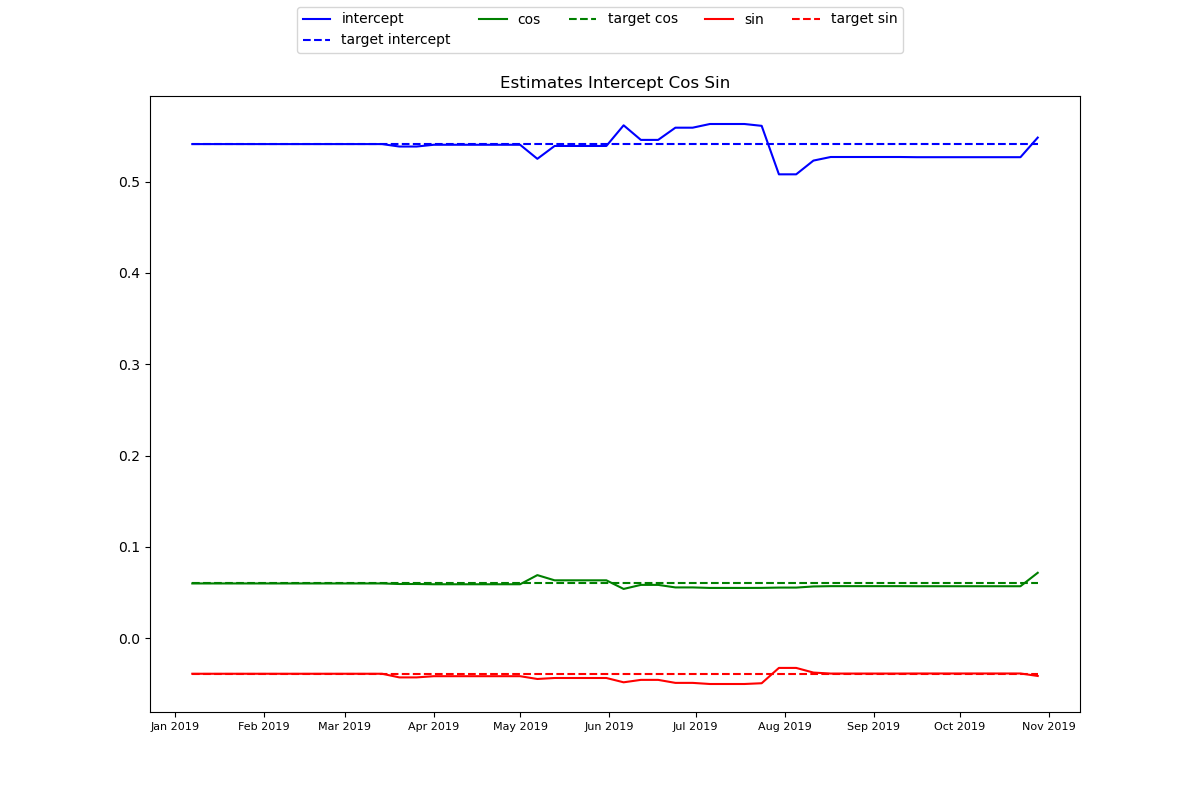 intercept cos target cos sin target sin
target intercept
Estimates Intercept Cos Sin
0.5
0.4
0.3
0.2
0.1
0.0
Jan 2019 Feb 2019 Mar 2019 Apr 2019 May 2019 Jun 2019 Jul 2019 Aug 2019 Sep 2019 Oct 2019 Nov 2019